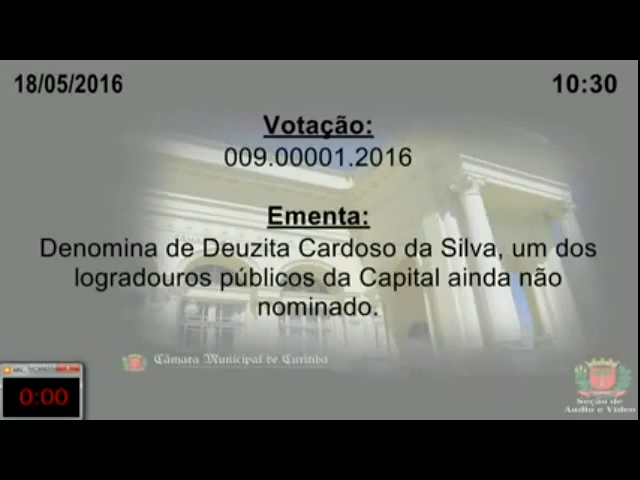 18/05/2016
10:30
Votação:
009.00001.2016
Ementa:
Denomina de Deuzita Cardoso da Silva, um dos
logradouros públicos da Capital ainda não
nominado.
Câmara Municipal de Curitiba
0:00
Seção de
Áudio e Vídeo